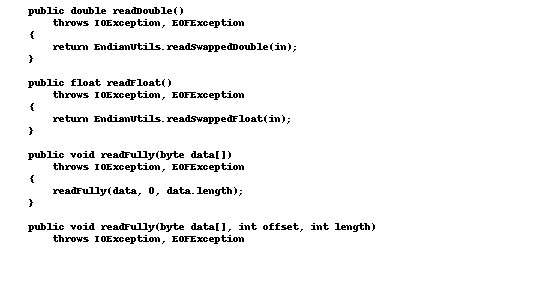 public double readDouble()
throws IOException, EOFException
{
return EndianUtils.readSwappedDouble(in);
}
public float readFloat()
throws IOException, EOFException
{
return EndianUtils.readSwappedFloat(in);
}
public void readFully(byte data[])
throws IOException, EOFException
{
readFully(data, 0, data.length);
}
public void readFully(byte data[], int offset, int length)
throws IOException, EOFException